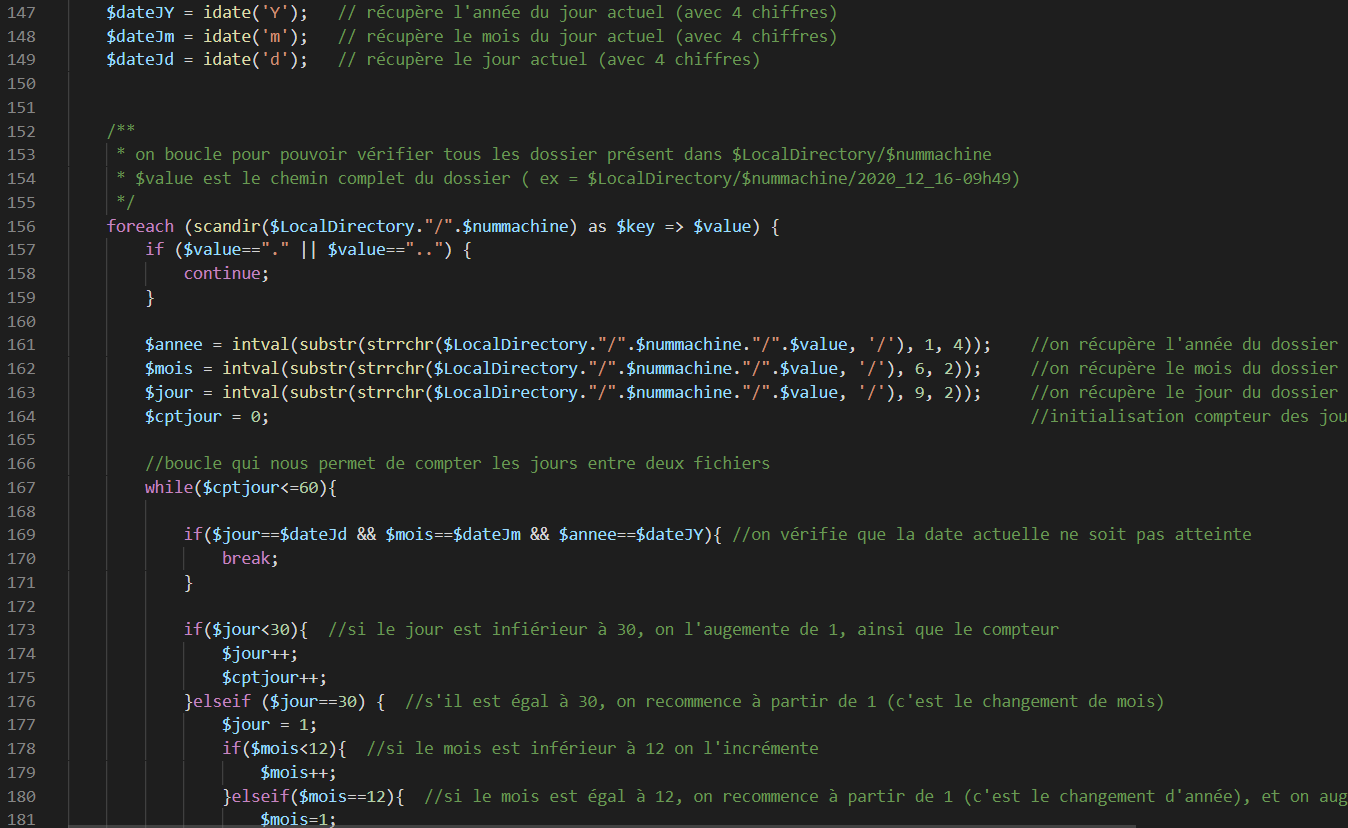 147 $dateJY = idate('Y'); // récupère l'année du jour actuel (avec 4 chiffres)
148 $dateJm = idate('m'); // récupère le mois du jour actuel (avec 4 chiffres)
149 $dateJd = idate('d'); // récupère le jour actuel (avec 4 chiffres)
150
151
152 /**
153 * on boucle pour pouvoir vérifier tous les dossier présent dans $LocalDirectory/$nummachine
154 * $value est le chemin complet du dossier ( ex = $LocalDirectory/$nummachine/2020_12_16-09h49)
155 */
156 foreach (scandir($LocalDirectory."/".$nummachine) as $key => $value) {
157 if ($value=="." || $value=="..") {
158 continue;
159 }
160
161 $annee = intval(substr(strrchr($LocalDirectory."/".$nummachine."/".$value, '/'), 1, 4)); //on récupère l'année du dossier
162 $mois = intval(substr(strrchr($LocalDirectory."/".$nummachine."/".$value, '/'), 6, 2)); //on récupère le mois du dossier
163 $jour = intval(substr(strrchr($LocalDirectory."/".$nummachine."/".$value, '/'), 9, 2)); //on récupère le jour du dossier
164 $cptjour = 0; //initialisation compteur des jou
165
166 //boucle qui nous permet de compter les jours entre deux fichiers
167 while($cptjour<=60){
168
169 if($jour==$dateJd && $mois==$dateJm && $annee==$dateJY){ //on vérifie que la date actuelle ne soit pas atteinte
170 break;
171 }
172
173 if($jour<30){ //si le jour est infiérieur à 30, on l'augemente de 1, ainsi que le compteur
174 $jour++;
175 $cptjour++;
176 }elseif ($jour==30) { //s'il est égal à 30, on recommence à partir de 1 (c'est le changement de mois)
177 $jour = 1;
178 if($mois<12){ //si le mois est inférieur à 12 on l'incrémente
179 $mois++;
180 }elseif($mois==12){ //si le mois est égal à 12, on recommence à partir de 1 (c'est le changement d'année), et on aug
181 $mois=1;